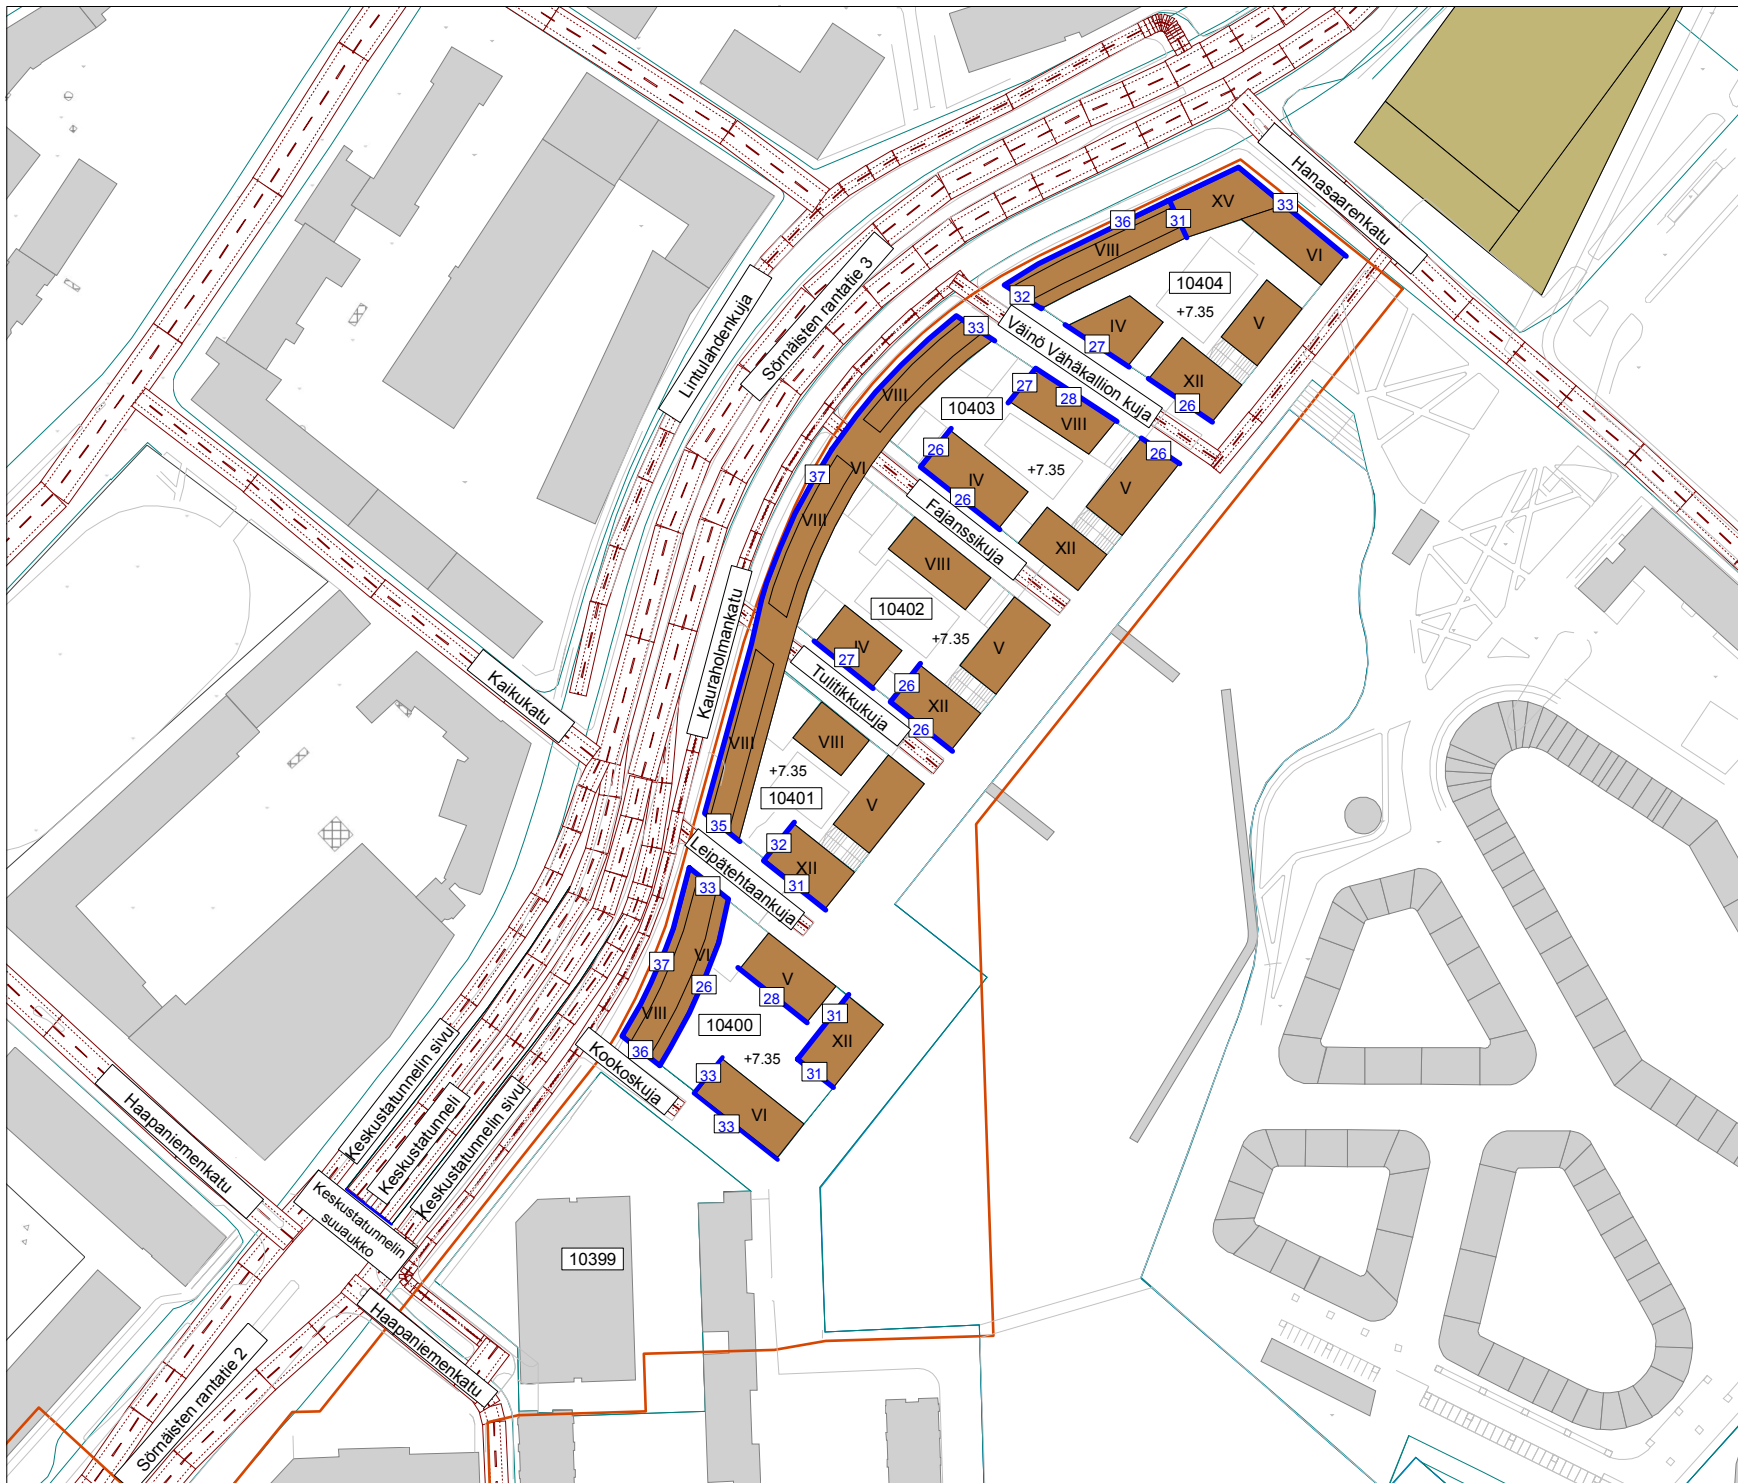 Hanasaarenkatu
XV
33
36
31
VIII
VI
10404
+7.35
32
IV
27
V
XII
26
Väinö Vähäkallion kuja
Sörnäisten rantatie 3
Lintulahdenkuja
33
VIII
27
28
10403
VIII
26
26
+7.35
IV
26
V
Fajanssikuja
XII
37
VI
VIII
VIII
10402
+7.35
V
IV
27
26
XII
26
Tulitikkukuja
Kauraholmankatu
Kaikukatu
VIII
VIII
+7.35
10401
V
35
32
XII
31
Leipätehtaankuja
33
VI
37
26
V
28
VIII
10400
31
XII
36
+7.35
31
33
VI
33
Kookoskuja
Keskustatunnelin sivu
Keskustatunneli
Keskustatunnelin sivu
Haapaniemenkatu
Keskustatunnelin
suuaukko
10399
Haapaniemenkatu
Sörnäisten rantatie 2